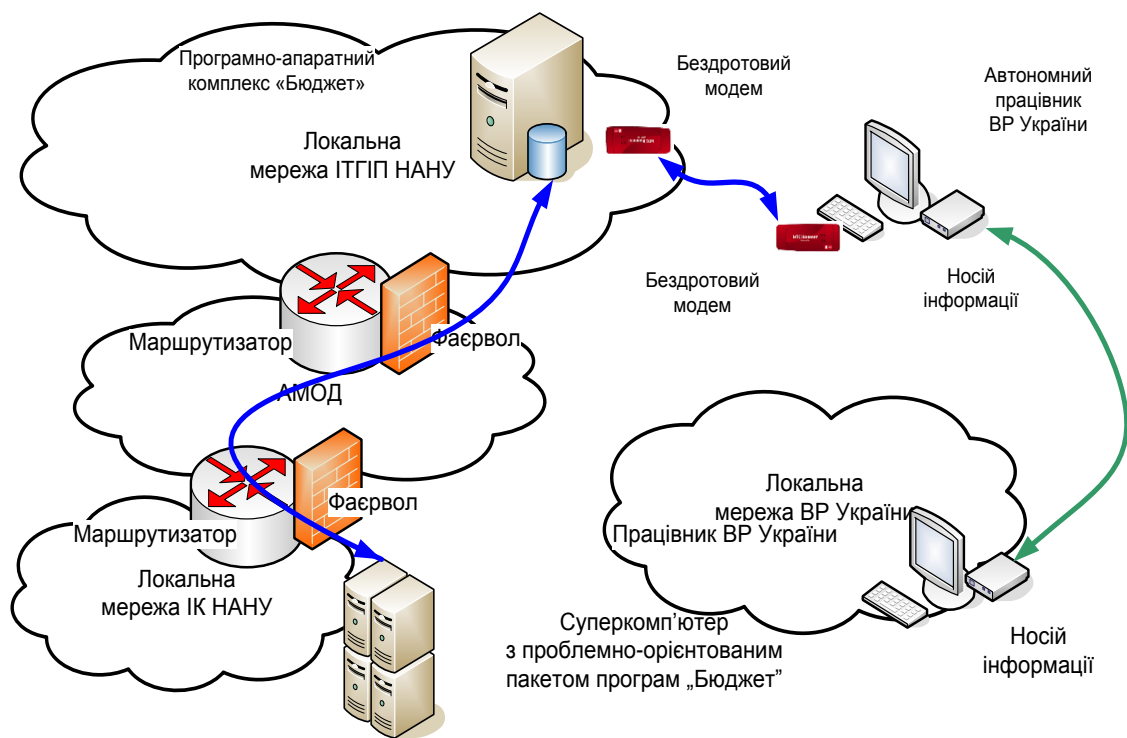 Програмно-апаратний
комплекс «Бюджет»
Локальна
мережа ІТГІП НАНУ
Бездротовий
модем
Автономний
працівник
ВР України
Бездротовий
модем
Носій
інформації
Маршрутизатор
Фаєрвол
АМОД
Маршрутизатор
Фаєрвол
Локальна
мережа ІК НАНУ
Локальна
мережа ВР України
Працівник ВР України
Суперкомп’ютер
з проблемно-орієнтованим
пакетом програм „Бюджет”
Носій
інформації